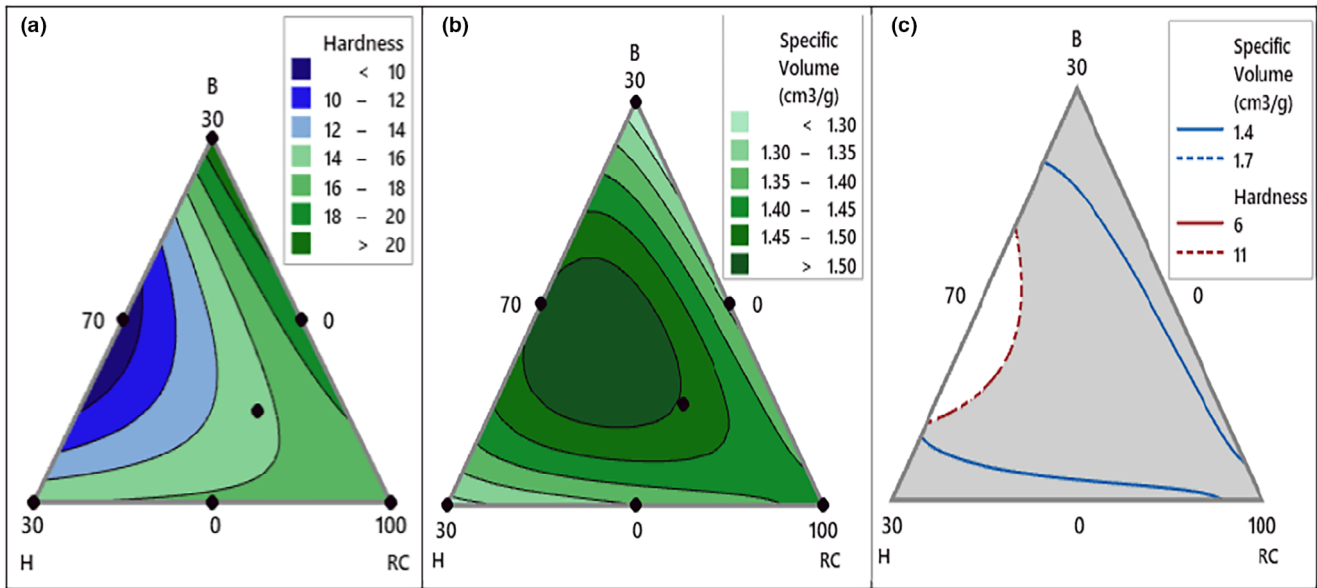 (a)
Hardness
< 10
10 – 12
12 – 14
14 – 16
16 – 18
18 – 20
> 20
B
30
70
0
30
0
100
H
RC
(b)
Specific
Volume
(cm3/g)
< 1.30
1.30 – 1.35
1.35 – 1.40
1.40 – 1.45
1.45 – 1.50
> 1.50
B
30
70
0
30
0
100
H
RC
(c)
Specific
Volume
(cm3/g)
1.4
1.7
Hardness
6
11
B
30
70
0
30
0
100
H
RC